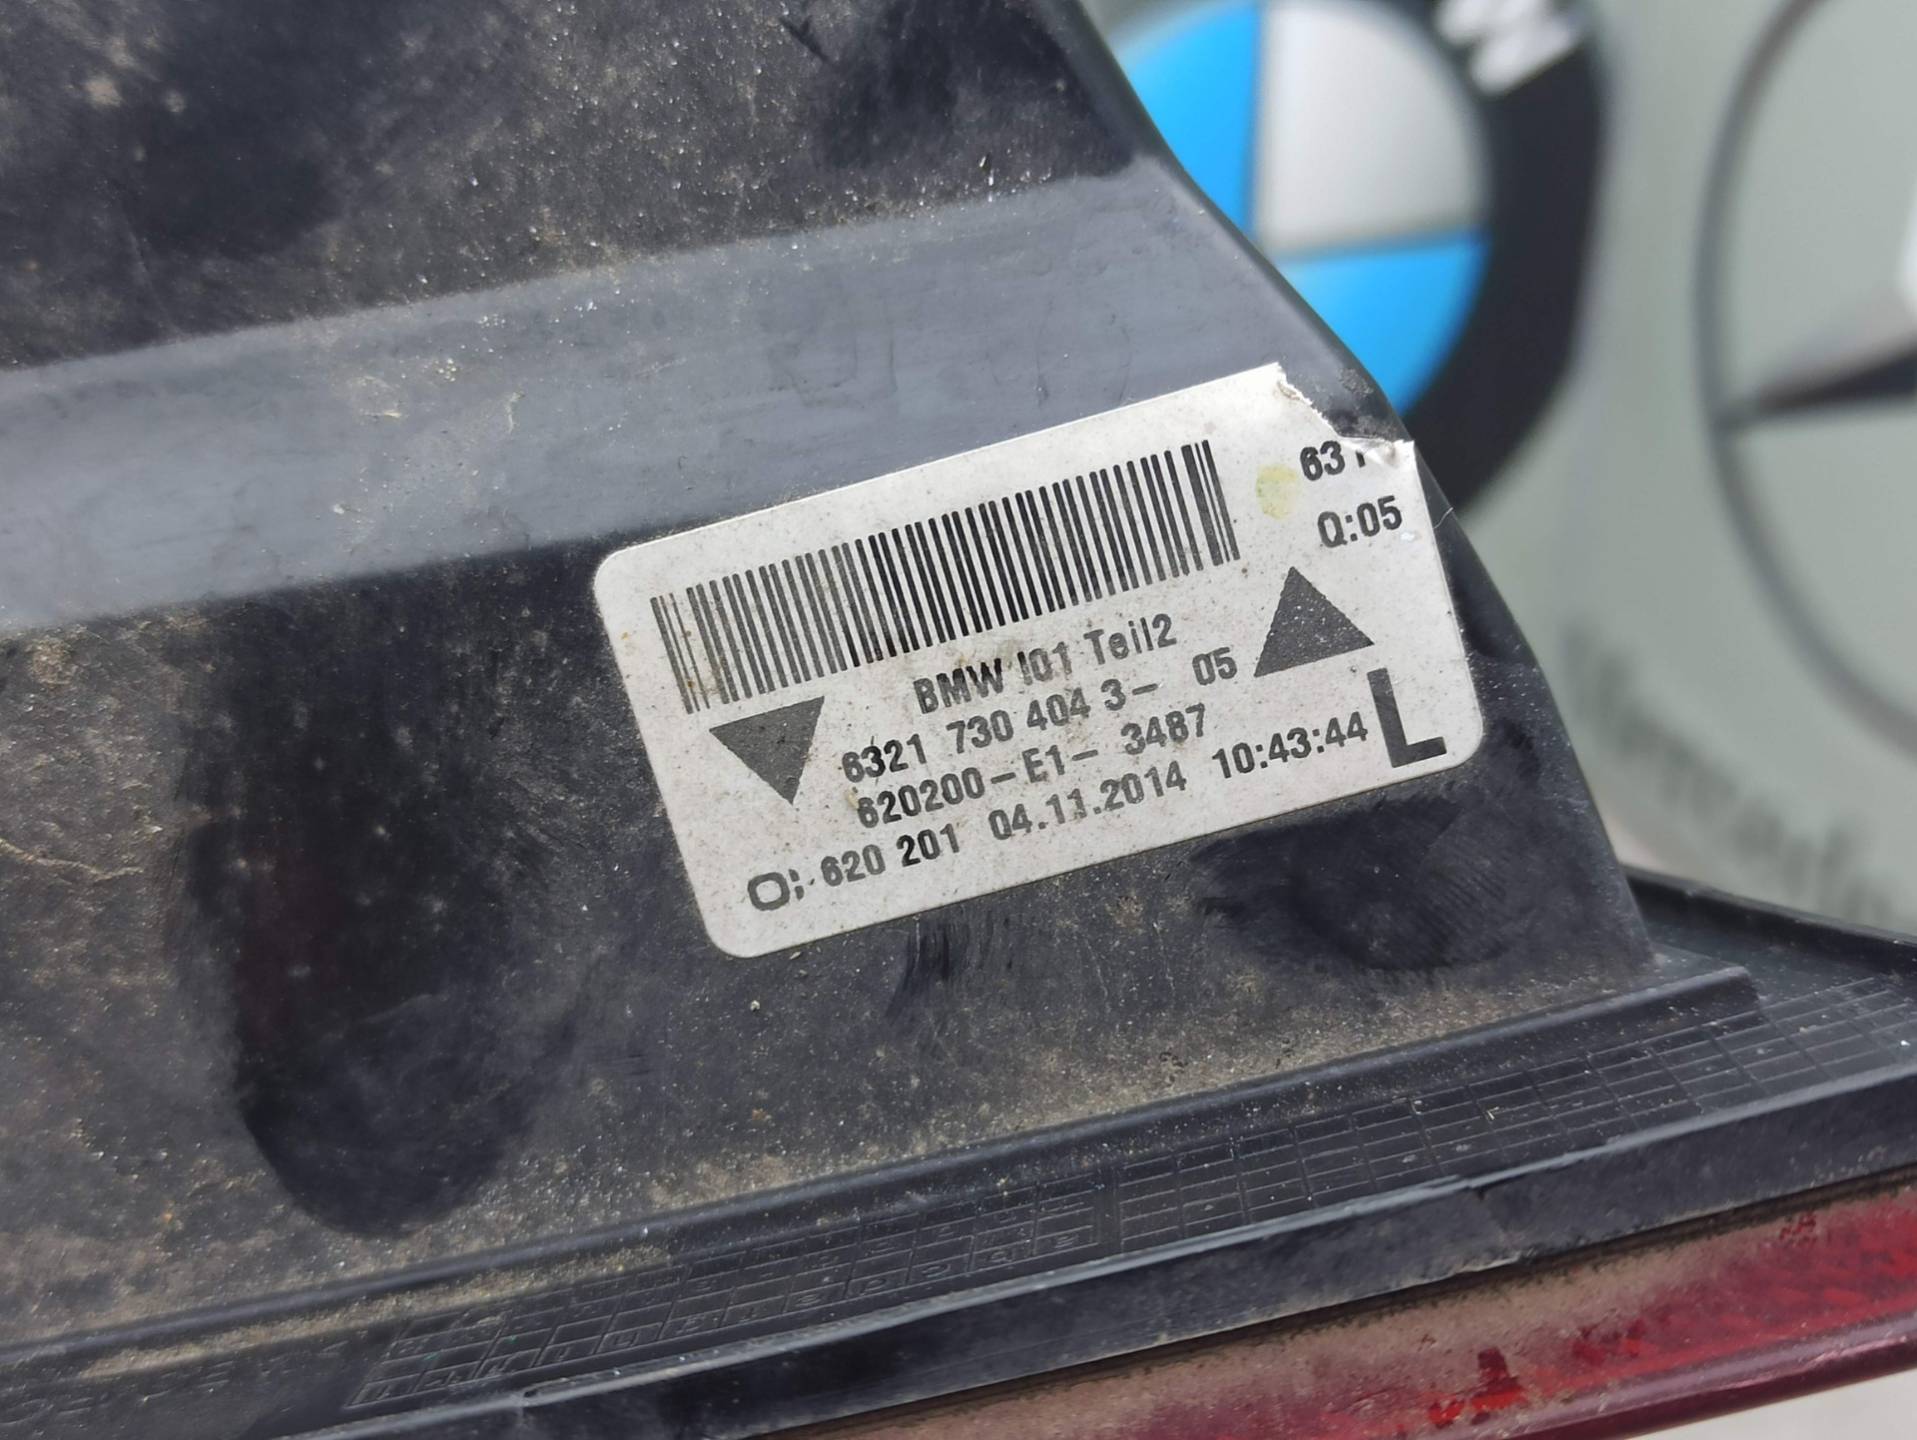 631
Q:05
BMW I01 Teil2
6321 730 404 3- 05
620200-E1- 3487
620 201 04.11.2014 10:43:44
L